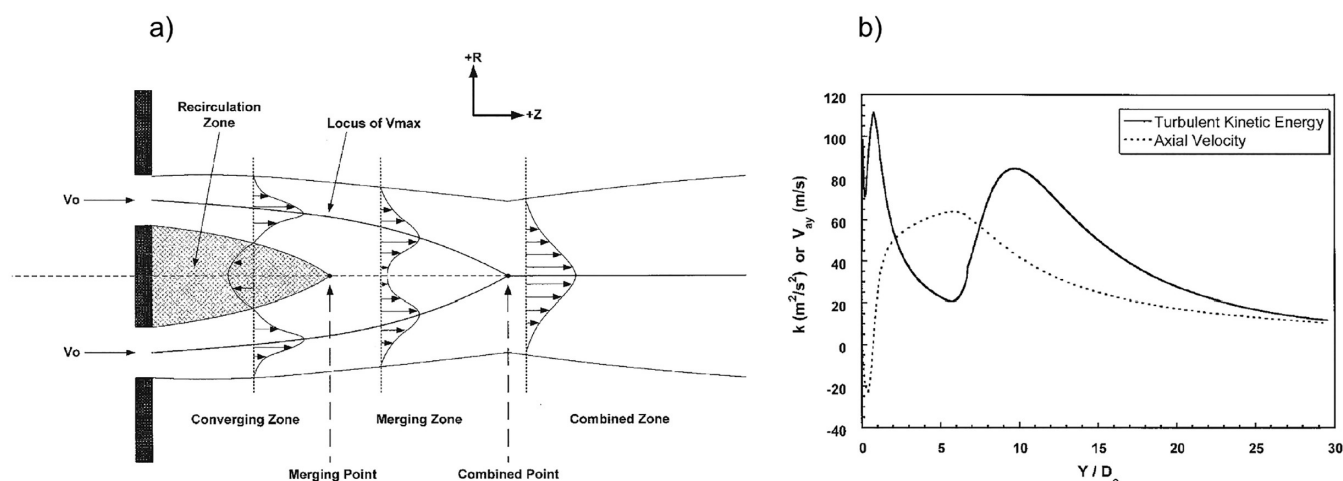 a)
+R
+Z
Recirculation
Zone
Locus of Vmax
Vo
Vo
Converging Zone
Merging Zone
Combined Zone
Merging Point
Combined Point
b)
k (m²/s²) or V_ay (m/s)
120
100
80
60
40
20
0
-20
-40
Turbulent Kinetic Energy
Axial Velocity
0
5
10
15
20
25
30
Y / D